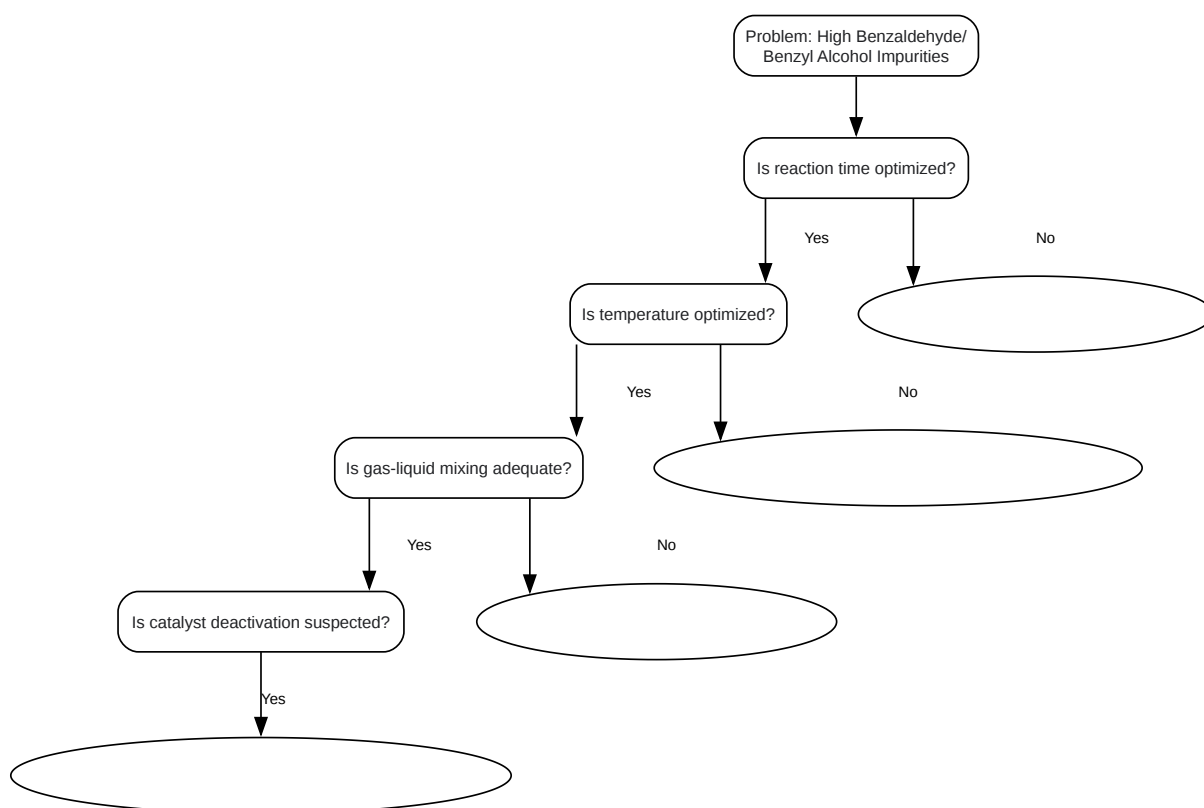 Problem: High Benzaldehyde/
Benzyl Alcohol Impurities
Is reaction time optimized?
Yes
No
Is temperature optimized?
Yes
No
Is gas-liquid mixing adequate?
Yes
No
Is catalyst deactivation suspected?
Yes